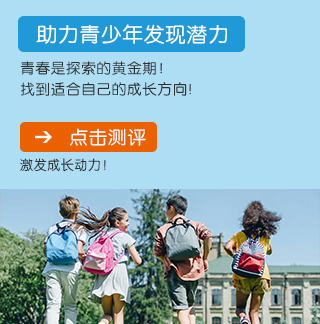 助力青少年发现潜力
青春是探索的黄金期！
找到适合自己的成长方向！
→ 点击测评
激发成长动力！